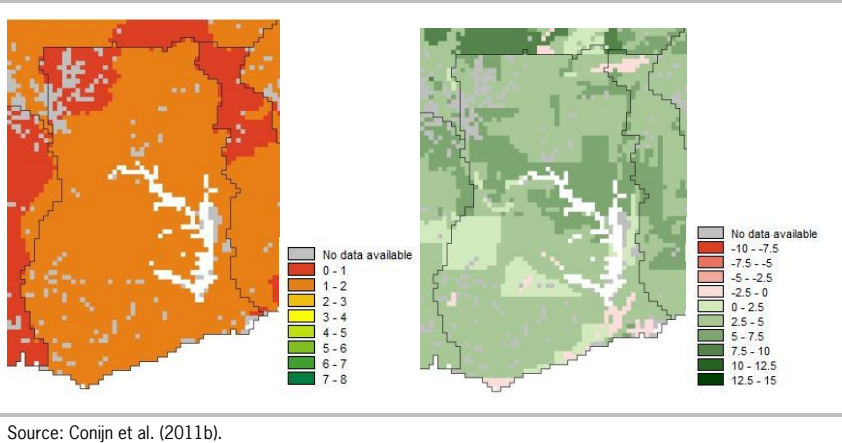 No data available
0 - 1
1 - 2
2 - 3
3 - 4
4 - 5
5 - 6
6 - 7
7 - 8
No data available
-10 - -7.5
-7.5 - -5
-5 - -2.5
-2.5 - 0
0 - 2.5
2.5 - 5
5 - 7.5
7.5 - 10
10 - 12.5
12.5 - 15
Source: Conijn et al. (2011b).